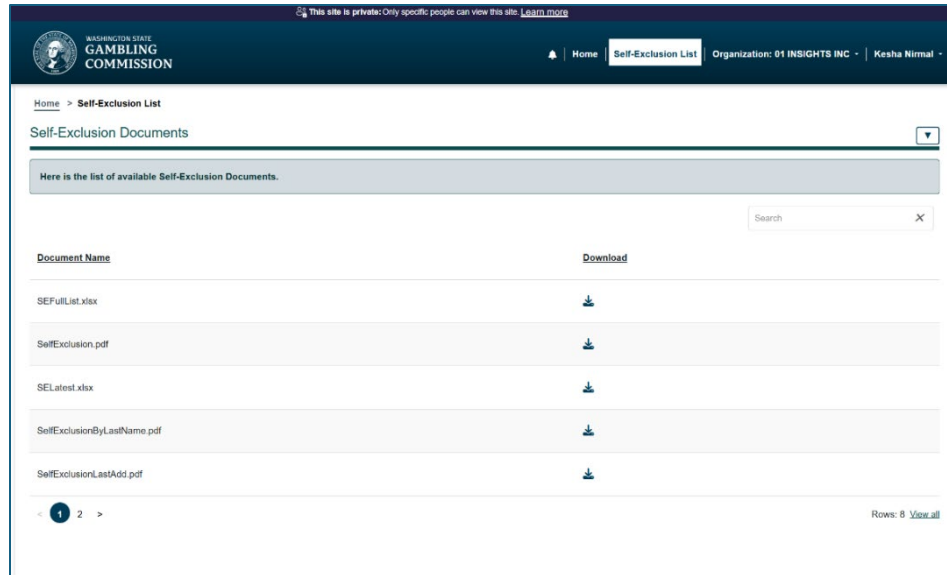 This site is private: Only specific people can view this site. Learn more
WASHINGTON STATE
GAMBLING
COMMISSION
Home
Self-Exclusion List
Organization: 01 INSIGHTS INC
Kesha Nirmal
Home > Self-Exclusion List
Self-Exclusion Documents
Here is the list of available Self-Exclusion Documents.
Search
Document Name Download
SEFullList.xlsx
SelfExclusion.pdf
SELatest.xlsx
SelfExclusionByLastName.pdf
SelfExclusionLastAdd.pdf
< 1 2 >
Rows: 8 View all